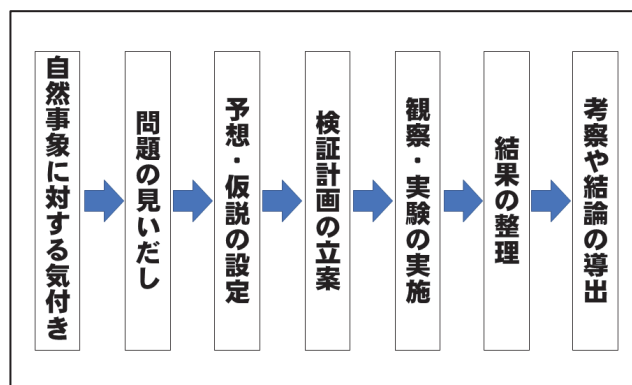 自然事象に対する気付き
問題の見いだし
予想・仮説の設定
検証計画の立案
観察・実験の実施
結果の整理
考察や結論の導出